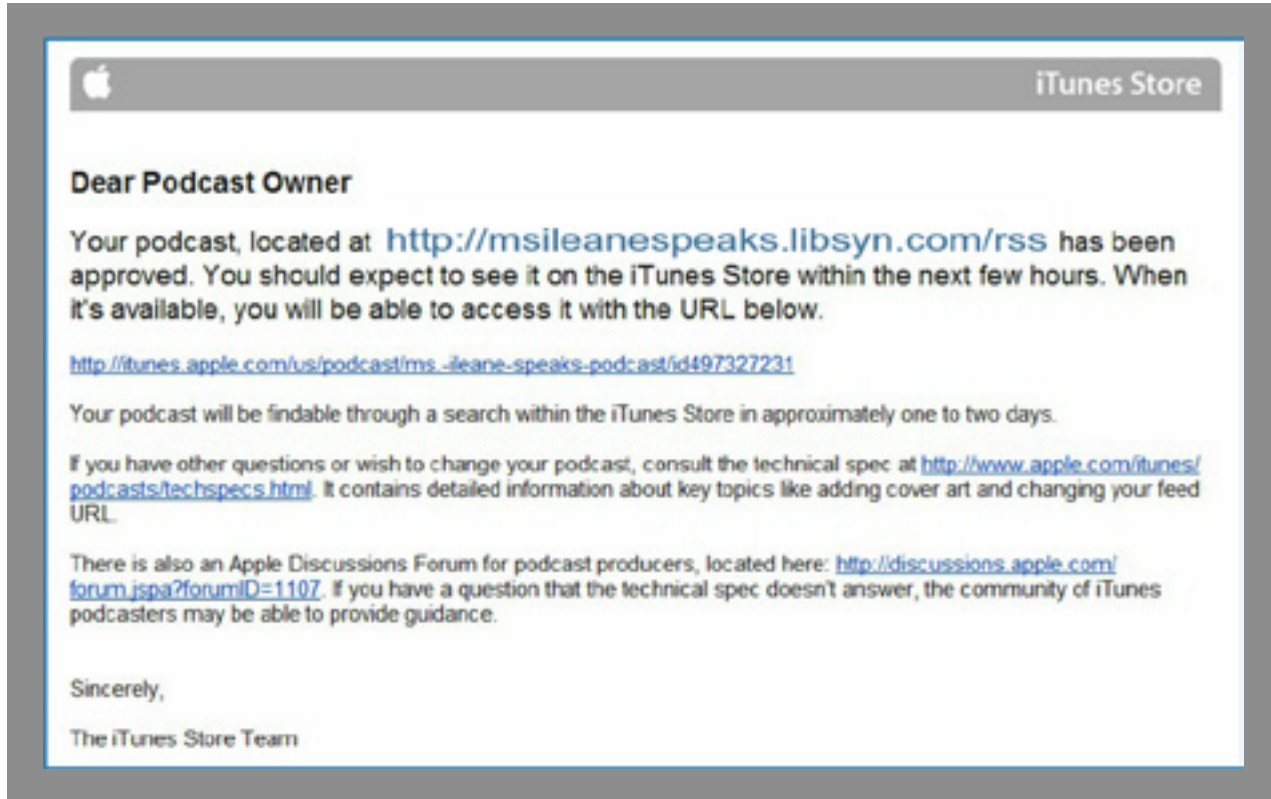 iTunes Store
Dear Podcast Owner
Your podcast, located at http://msileanespeaks.libsyn.com/rss has been
approved. You should expect to see it on the iTunes Store within the next few hours. When
it's available, you will be able to access it with the URL below.
http://itunes.apple.com/us/podcast/ms.-ileane-speaks-podcast/id497327231
Your podcast will be findable through a search within the iTunes Store in approximately one to two days.
If you have other questions or wish to change your podcast, consult the technical spec at http://www.apple.com/itunes/
podcasts/techspecs.html. It contains detailed information about key topics like adding cover art and changing your feed
URL.
There is also an Apple Discussions Forum for podcast producers, located here: http://discussions.apple.com/
forum.jspa?forumID=1107. If you have a question that the technical spec doesn't answer, the community of iTunes
podcasters may be able to provide guidance.
Sincerely,
The iTunes Store Team